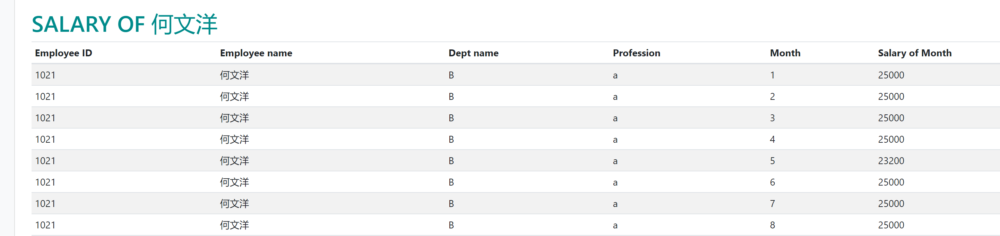 SALARY OF 何文洋
Employee ID Employee name Dept name Profession Month Salary of Month
1021 何文洋 B a 1 25000
1021 何文洋 B a 2 25000
1021 何文洋 B a 3 25000
1021 何文洋 B a 4 25000
1021 何文洋 B a 5 23200
1021 何文洋 B a 6 25000
1021 何文洋 B a 7 25000
1021 何文洋 B a 8 25000